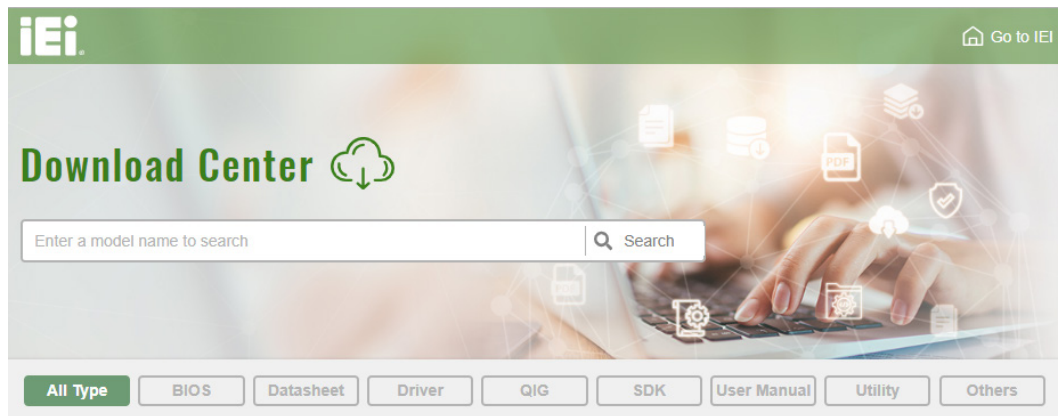 iEi.
Go to IEI
PDF
Download Center
Enter a model name to search
Search
All Type
BIOS
Datasheet
Driver
QIG
SDK
User Manual
Utility
Others